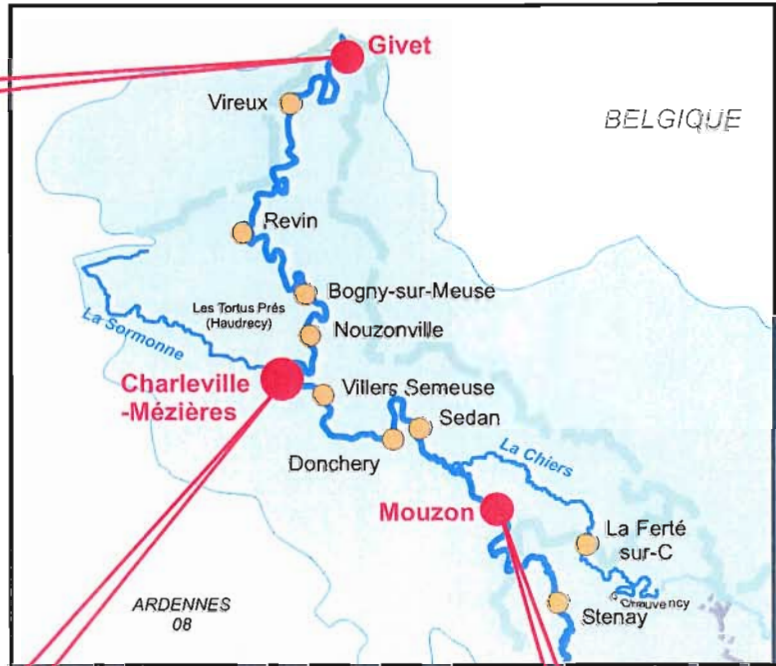 Givet
Vireux
BELGIQUE
Revin
Bogny-sur-Meuse
Les Tortus Prés
(Haudrecy)
Nouzonville
La Sormonne
Charleville
-Mézières
Villers Semeuse
Sedan
Donchery
La Chiers
Mouzon
La Ferté
sur-C
Chauvency
Stenay
ARDENNES
08